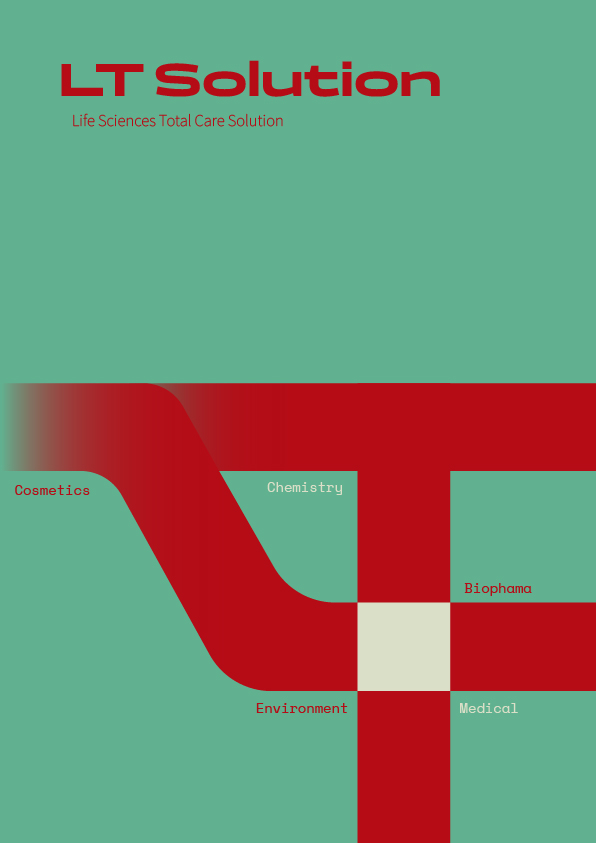 LT Solution
Life Sciences Total Care Solution
Cosmetics
Chemistry
Biophama
Environment
Medical